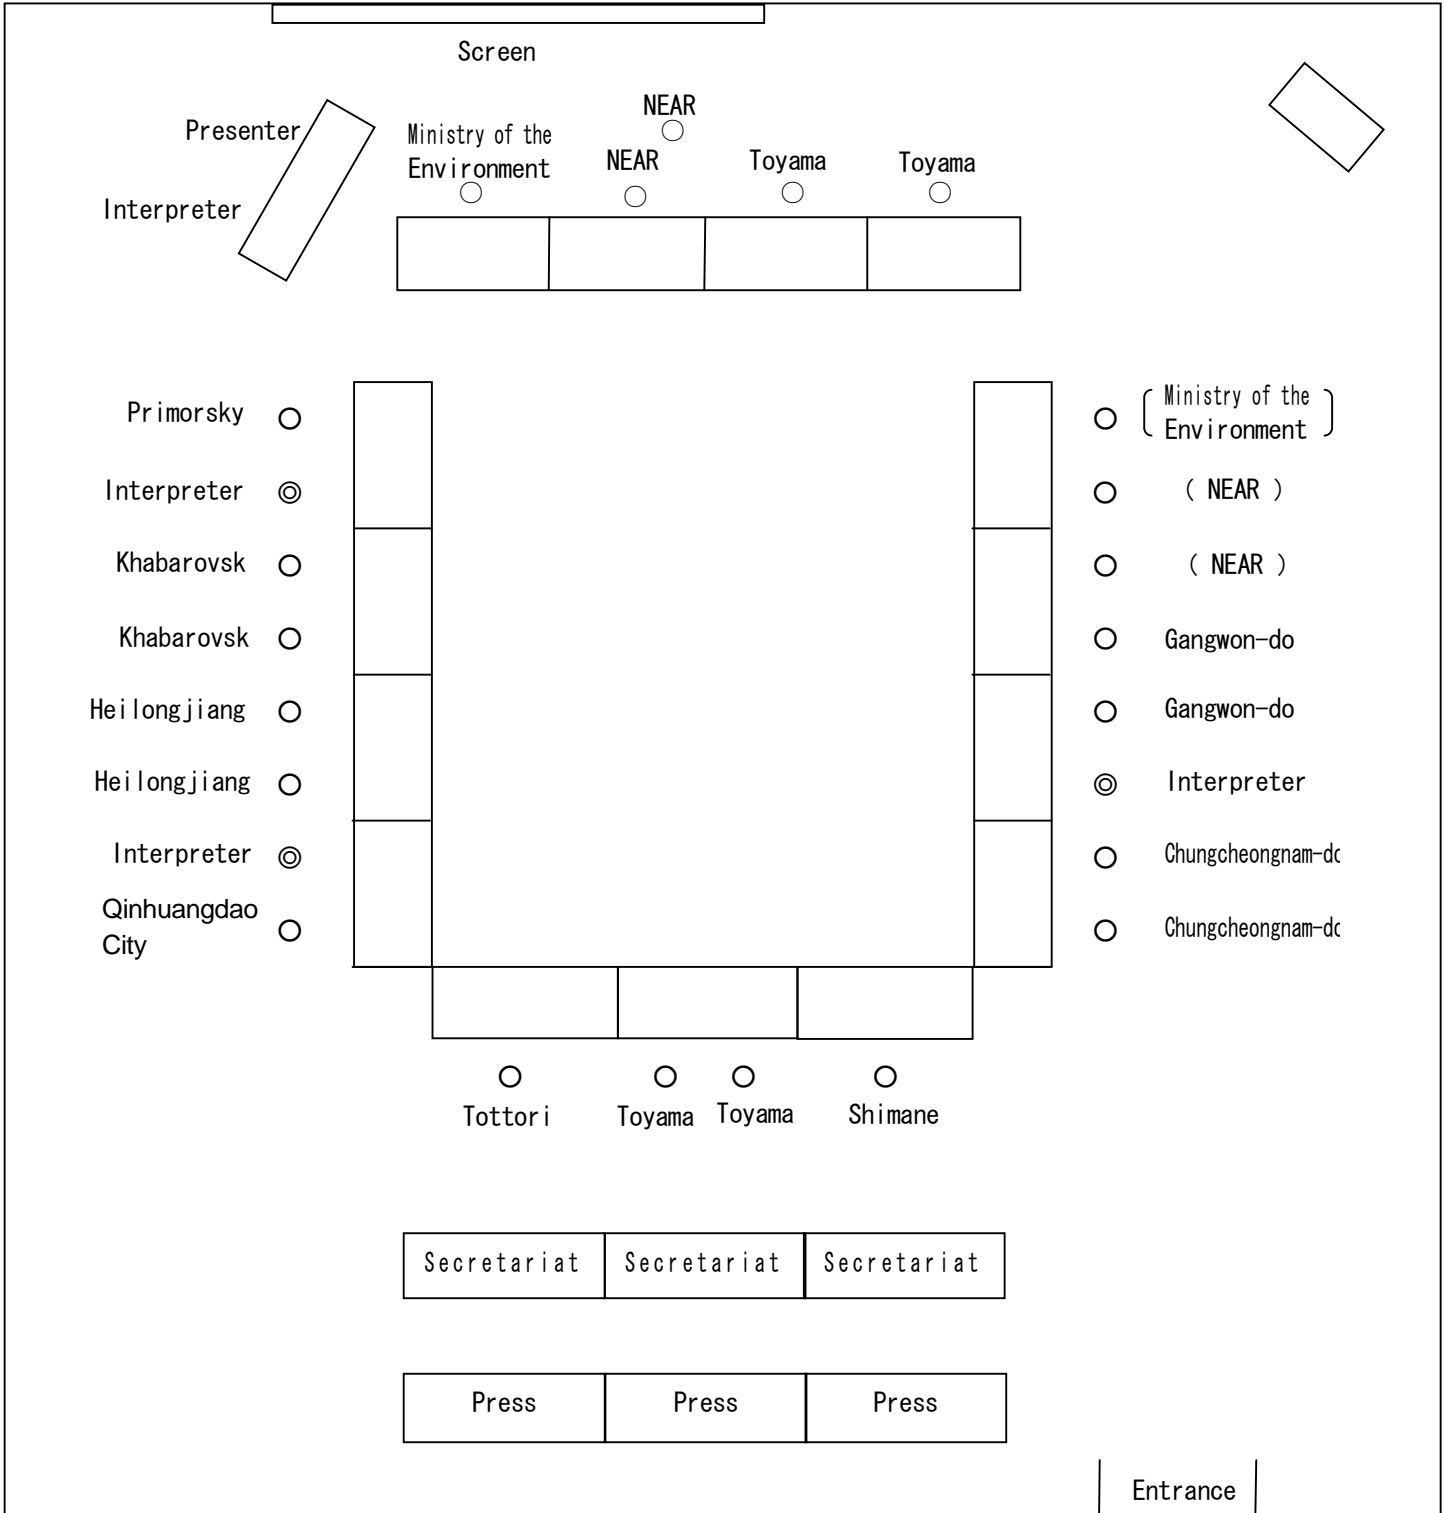 Screen
NEAR
Presenter
Ministry of the
Environment
NEAR
Toyama
Toyama
Interpreter
Primorsky
Ministry of the
Environment
Interpreter
( NEAR )
Khabarovsk
( NEAR )
Khabarovsk
Gangwon-do
Heilongjiang
Gangwon-do
Heilongjiang
Interpreter
Interpreter
Chungcheongnam-do
Qinhuangdao
City
Chungcheongnam-do
Tottori
Toyama
Toyama
Shimane
Secretariat
Secretariat
Secretariat
Press
Press
Press
Entrance